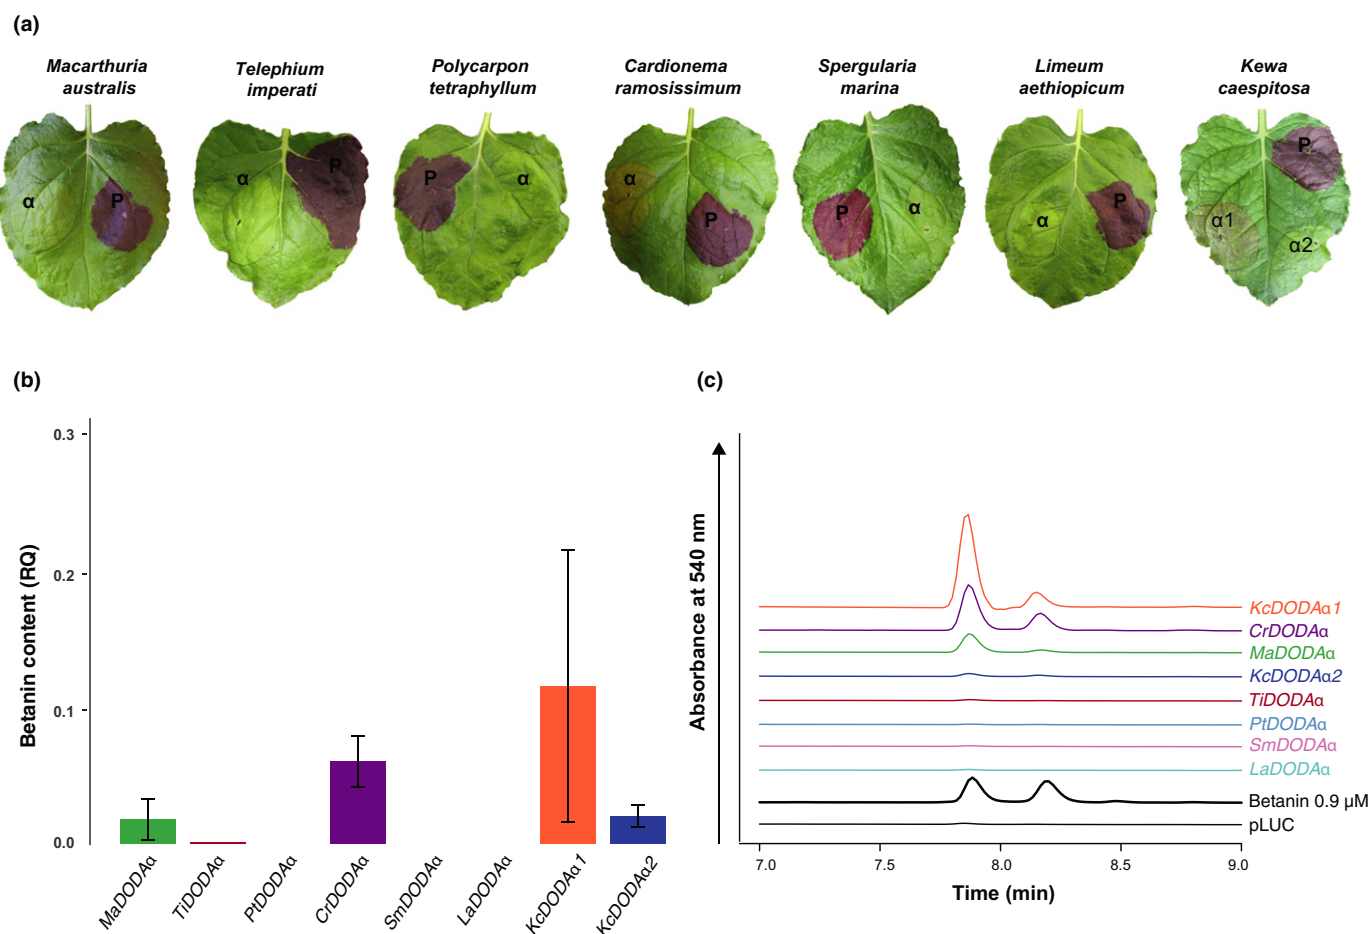 (a)
Macarthuria australis
Telephium imperati
Polycarpon tetraphyllum
Cardionema ramosissimum
Spergularia marina
Limeum aethiopicum
Kewa caespitosa
α P
α P
P α
α P
P α
α P
P α1 α2
(b)
Betanin content (RQ)
0.3
0.2
0.1
0.0
MaDODAα
TiDODAα
PtDODAα
CrDODAα
SmDODAα
LaDODAα
KcDODAα1
KcDODAα2
(c)
Absorbance at 540 nm
KcDODAα1
CrDODAα
MaDODAα
KcDODAα2
TiDODAα
PtDODAα
SmDODAα
LaDODAα
Betanin 0.9 µM
pLUC
7.0 7.5 8.0 8.5 9.0
Time (min)